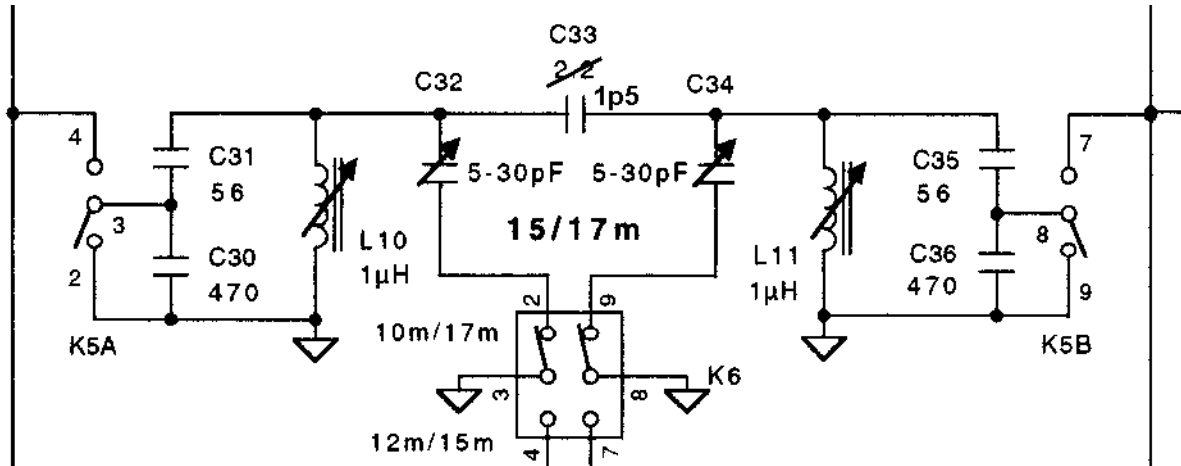 C33
2.2
C32
1p5
C34
4
7
C31
56
5-30pF
5-30pF
C35
56
3
15/17m
8
L10
1µH
C30
470
L11
1µH
C36
470
2
2
9
9
10m/17m
K5A
K5B
3
8
K6
12m/15m
4
7